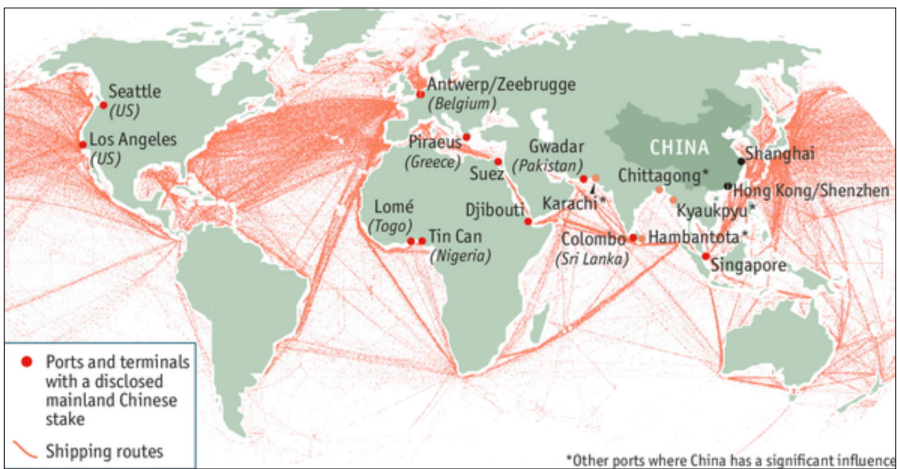 Seattle
(US)
Los Angeles
(US)
Antwerp/Zeebrugge
(Belgium)
Piraeus
(Greece)
Suez
Gwadar
(Pakistan)
Karachi*
CHINA
Chittagong*
Shanghai
Hong Kong/Shenzhen
Kyaukpyu*
Lomé
(Togo)
Tin Can
(Nigeria)
Djibouti
Colombo
(Sri Lanka)
Hambantota*
Singapore
Ports and terminals
with a disclosed
mainland Chinese
stake
Shipping routes
*Other ports where China has a significant influence